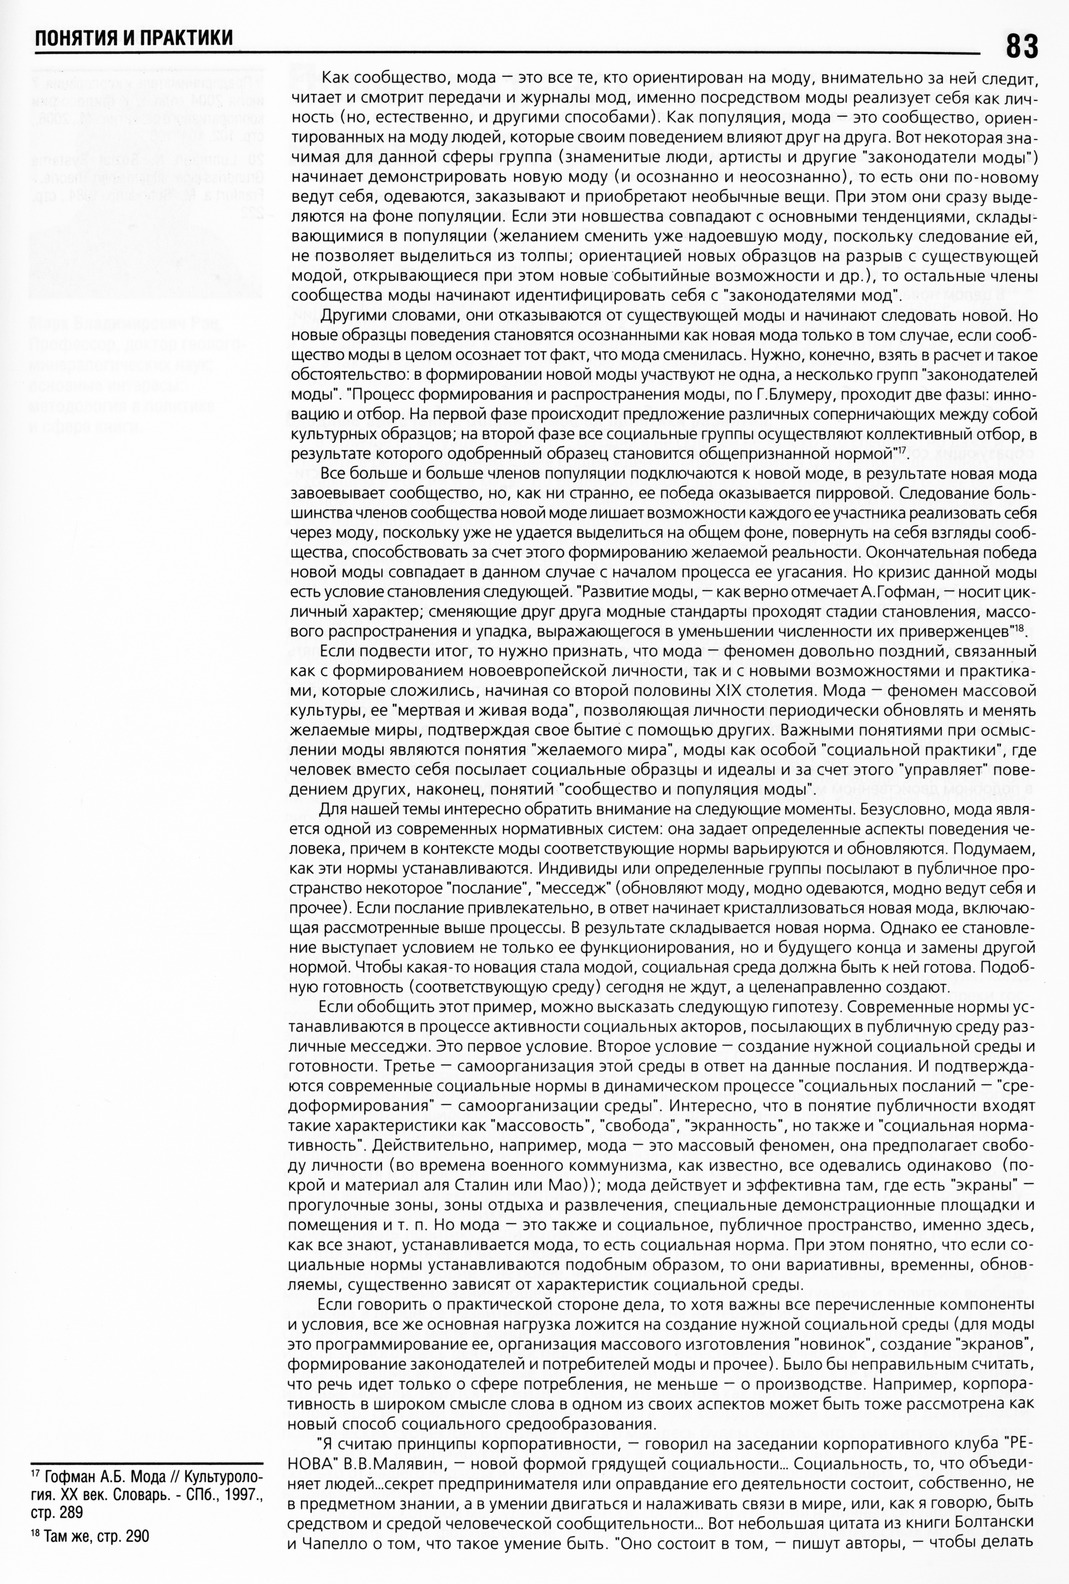 ПОНЯТИЯ И ПРАКТИКИ
83
Как сообщество, мода — это все те, кто ориентирован на моду, внимательно за ней следит,
читает и смотрит передачи и журналы мод, именно посредством моды реализует себя как лич-
ность (но, естественно, и другими способами). Как популяция, мода — это сообщество, ориен-
тированных на моду людей, которые своим поведением влияют друг на друга. Вот некоторая зна-
чимая для данной сферы группа (знаменитые люди, артисты и другие "законодатели моды")
начинает демонстрировать новую моду (и осознанно и неосознанно), то есть они по-новому
ведут себя, одеваются, заказывают и приобретают необычные вещи. При этом они сразу выде-
ляются на фоне популяции. Если эти новшества совпадают с основными тенденциями, склады-
вающимися в популяции (желанием сменить уже надоевшую моду, поскольку следование ей,
не позволяет выделиться из толпы; ориентацией новых образцов на разрыв с существующей
модой, открывающиеся при этом новые событийные возможности и др.), то остальные члены
сообщества моды начинают идентифицировать себя с "законодателями мод".
Другими словами, они отказываются от существующей моды и начинают следовать новой. Но
новые образцы поведения становятся осознанными как новая мода только в том случае, если сооб-
щество моды в целом осознает тот факт, что мода сменилась. Нужно, конечно, взять в расчет и такое
обстоятельство: в формировании новой моды участвуют не одна, а несколько групп "законодателей
моды". "Процесс формирования и распространения моды, по Г.Блумеру, проходит две фазы: инно-
вацию и отбор. На первой фазе происходит предложение различных соперничающих между собой
культурных образцов; на второй фазе все социальные группы осуществляют коллективный отбор, в
результате которого одобренный образец становится общепризнанной нормой"¹⁷.
Все больше и больше членов популяции подключаются к новой моде, в результате новая мода
завоевывает сообщество, но, как ни странно, ее победа оказывается пирровой. Следование боль-
шинства членов сообщества новой моде лишает возможности каждого ее участника реализовать себя
через моду, поскольку уже не удается выделиться на общем фоне, повернуть на себя взгляды сооб-
щества, способствовать за счет этого формированию желаемой реальности. Окончательная победа
новой моды совпадает в данном случае с началом процесса ее угасания. Но кризис данной моды
есть условие становления следующей. "Развитие моды, — как верно отмечает А.Гофман, — носит цик-
личный характер; сменяющие друг друга модные стандарты проходят стадии становления, массо-
вого распространения и упадка, выражающегося в уменьшении численности их приверженцев"¹⁸.
Если подвести итог, то нужно признать, что мода — феномен довольно поздний, связанный
как с формированием новоевропейской личности, так и с новыми возможностями и практика-
ми, которые сложились, начиная со второй половины XIX столетия. Мода — феномен массовой
культуры, ее "мертвая и живая вода", позволяющая личности периодически обновлять и менять
желаемые миры, подтверждая свое бытие с помощью других. Важными понятиями при осмыс-
лении моды являются понятия "желаемого мира", моды как особой "социальной практики", где
человек вместо себя посылает социальные образцы и идеалы и за счет этого "управляет" пове-
дением других, наконец, понятий "сообщество и популяция моды".
Для нашей темы интересно обратить внимание на следующие моменты. Безусловно, мода явля-
ется одной из современных нормативных систем: она задает определенные аспекты поведения че-
ловека, причем в контексте моды соответствующие нормы варьируются и обновляются. Подумаем,
как эти нормы устанавливаются. Индивиды или определенные группы посылают в публичное про-
странство некоторое "послание", "месседж" (обновляют моду, модно одеваются, модно ведут себя и
прочее). Если послание привлекательно, в ответ начинает кристаллизоваться новая мода, включаю-
щая рассмотренные выше процессы. В результате складывается новая норма. Однако ее становле-
ние выступает условием не только ее функционирования, но и будущего конца и замены другой
нормой. Чтобы какая-то новация стала модой, социальная среда должна быть к ней готова. Подоб-
ную готовность (соответствующую среду) сегодня не ждут, а целенаправленно создают.
Если обобщить этот пример, можно высказать следующую гипотезу. Современные нормы ус-
танавливаются в процессе активности социальных акторов, посылающих в публичную среду раз-
личные месседжи. Это первое условие. Второе условие — создание нужной социальной среды и
готовности. Третье — самоорганизация этой среды в ответ на данные послания. И подтвержда-
ются современные социальные нормы в динамическом процессе "социальных посланий — "сре-
доформирования" — самоорганизации среды". Интересно, что в понятие публичности входят
такие характеристики как "массовость", "свобода", "экранность", но также и "социальная норма-
тивность". Действительно, например, мода — это массовый феномен, она предполагает свобо-
ду личности (во времена военного коммунизма, как известно, все одевались одинаково (по-
крой и материал аля Сталин или Мао)); мода действует и эффективна там, где есть "экраны" —
прогулочные зоны, зоны отдыха и развлечения, специальные демонстрационные площадки и
помещения и т. п. Но мода — это также и социальное, публичное пространство, именно здесь,
как все знают, устанавливается мода, то есть социальная норма. При этом понятно, что если со-
циальные нормы устанавливаются подобным образом, то они вариативны, временны, обнов-
ляемы, существенно зависят от характеристик социальной среды.
Если говорить о практической стороне дела, то хотя важны все перечисленные компоненты
и условия, все же основная нагрузка ложится на создание нужной социальной среды (для моды
это программирование ее, организация массового изготовления "новинок", создание "экранов",
формирование законодателей и потребителей моды и прочее). Было бы неправильным считать,
что речь идет только о сфере потребления, не меньше — о производстве. Например, корпора-
тивность в широком смысле слова в одном из своих аспектов может быть тоже рассмотрена как
новый способ социального средообразования.
"Я считаю принципы корпоративности, — говорил на заседании корпоративного клуба "РЕ-
НОВА" В.В.Малявин, — новой формой грядущей социальности... Социальность, то, что объеди-
няет людей...секрет предпринимателя или оправдание его деятельности состоит, собственно, не
в предметном знании, а в умении двигаться и налаживать связи в мире, или, как я говорю, быть
средством и средой человеческой сообщительности... Вот небольшая цитата из книги Болтански
и Чапелло о том, что такое умение быть. "Оно состоит в том, — пишут авторы, — чтобы делать
¹⁷ Гофман А.Б. Мода // Культуроло-
гия. XX век. Словарь. - СПб., 1997.,
стр. 289
¹⁸ Там же, стр. 290